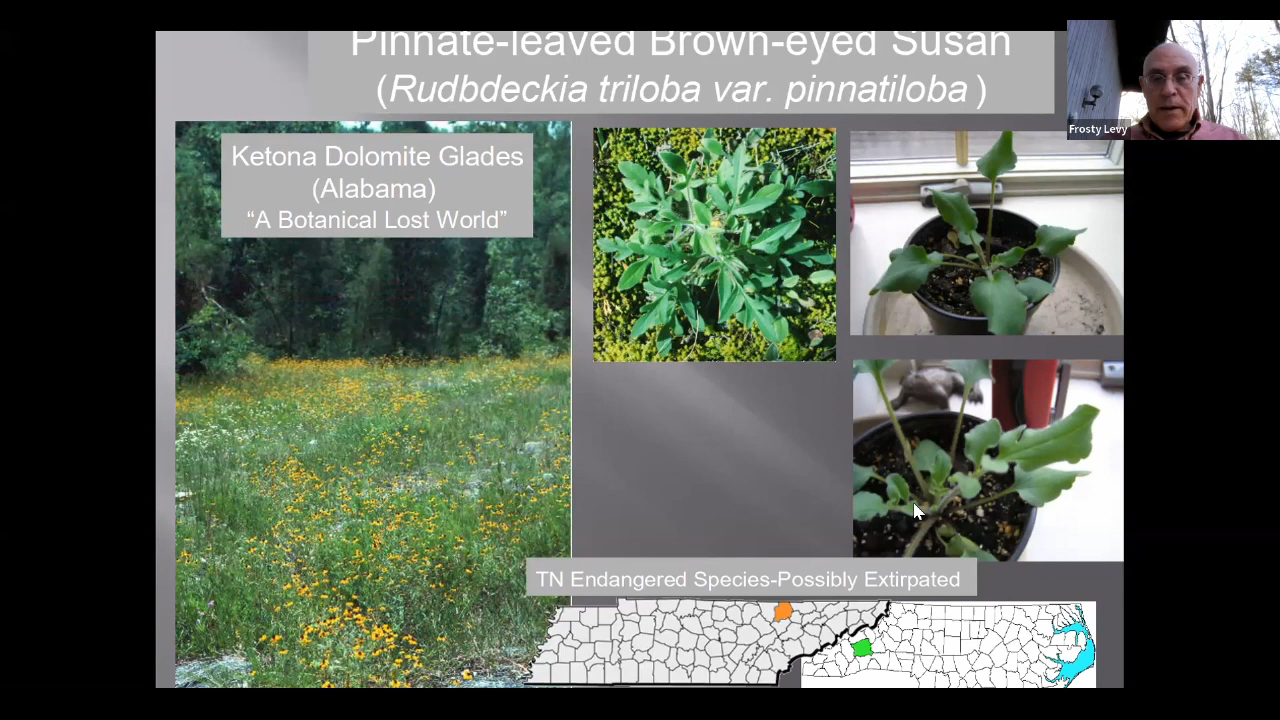 Pinnate-leaved Brown-eyed Susan
(Rudbdeckia triloba var. pinnatiloba)
Frosty Levy
Ketona Dolomite Glades
(Alabama)
“A Botanical Lost World”
TN Endangered Species-Possibly Extirpated